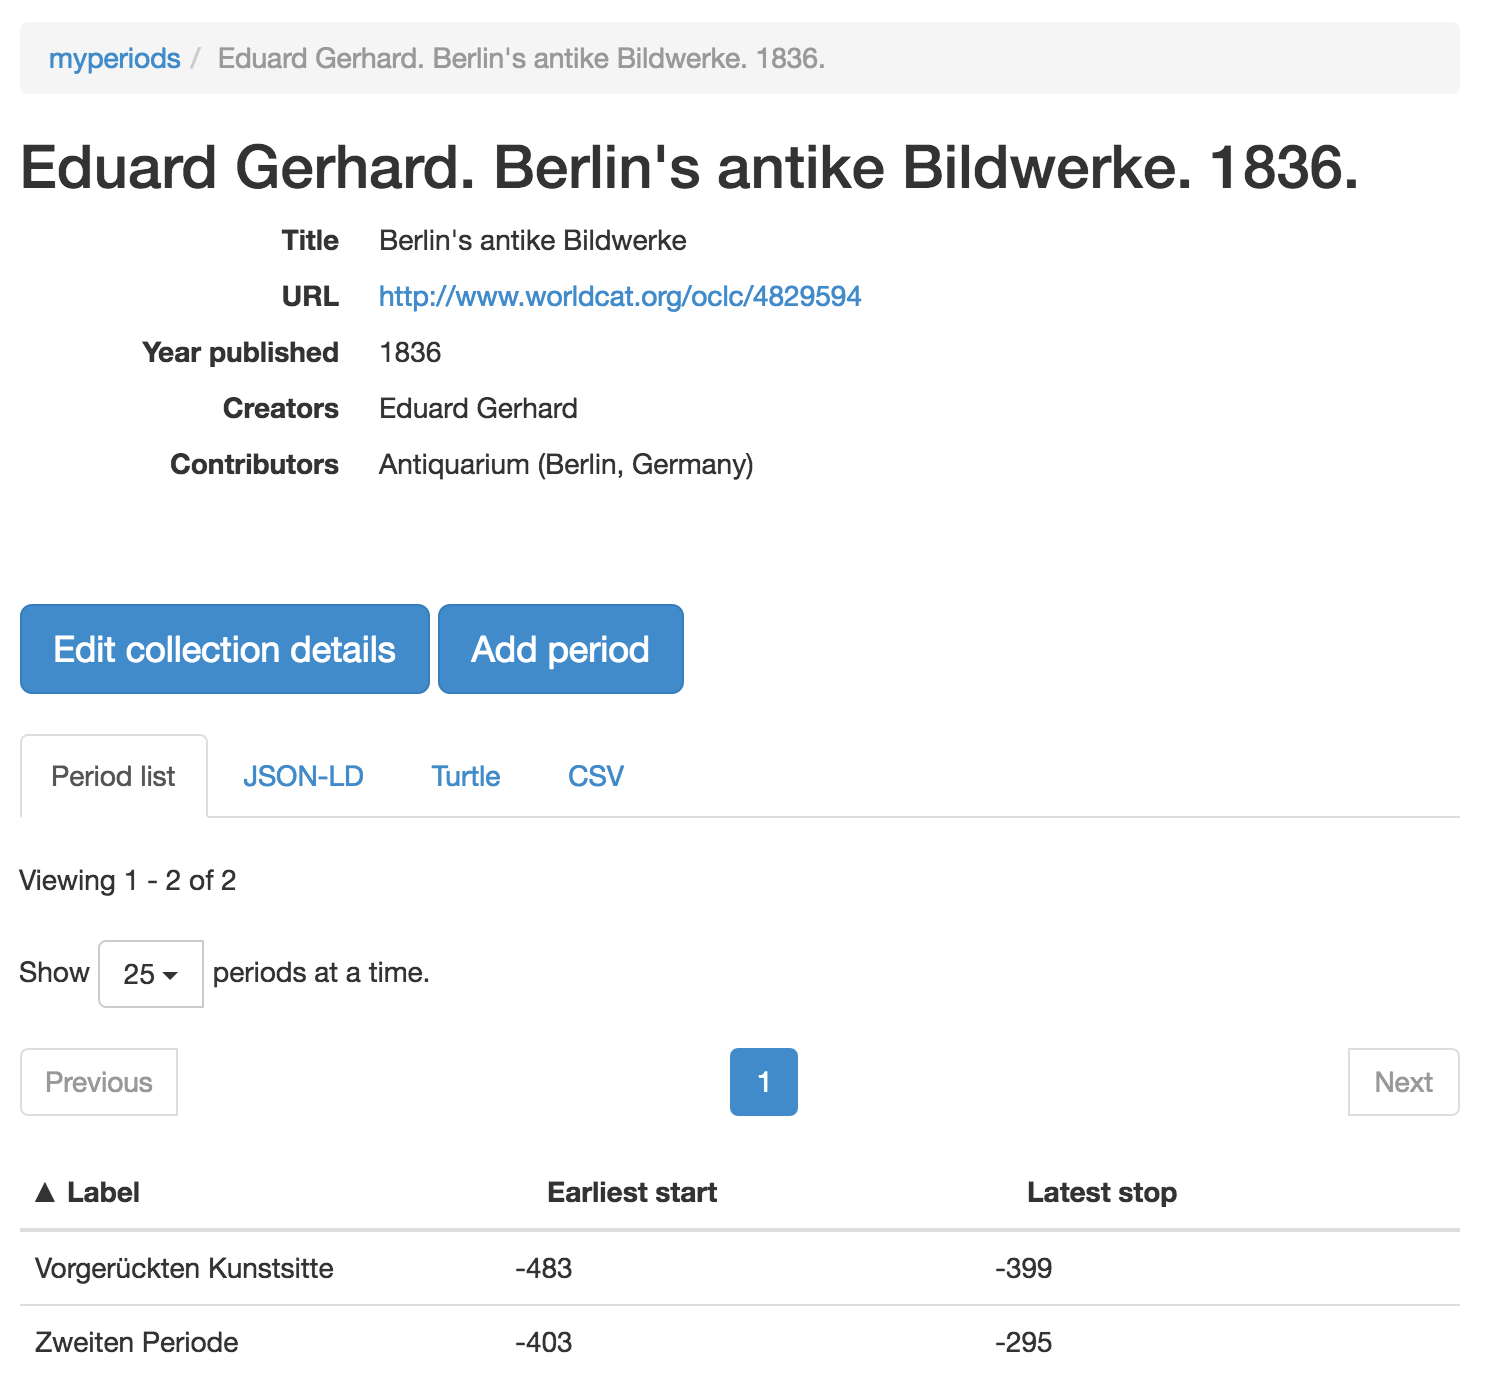 myperiods / Eduard Gerhard. Berlin's antike Bildwerke. 1836.
Eduard Gerhard. Berlin's antike Bildwerke. 1836.
Title Berlin's antike Bildwerke
URL http://www.worldcat.org/oclc/4829594
Year published 1836
Creators Eduard Gerhard
Contributors Antiquarium (Berlin, Germany)
Edit collection details Add period
Period list JSON-LD Turtle CSV
Viewing 1 - 2 of 2
Show 25 periods at a time.
Previous 1 Next
▲ Label Earliest start Latest stop
Vorgerückten Kunstsitte -483 -399
Zweiten Periode -403 -295